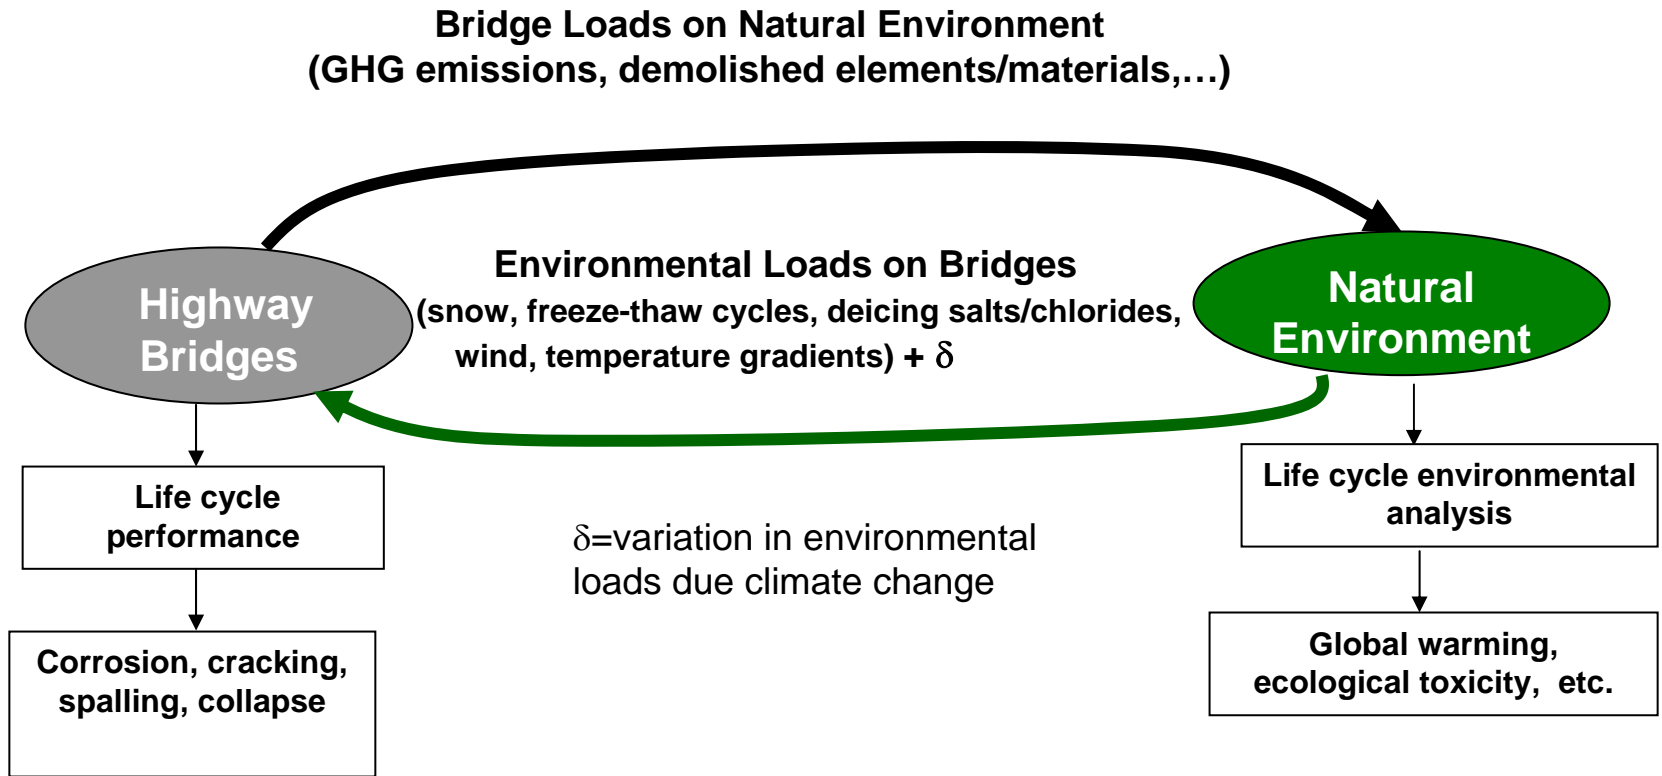 Bridge Loads on Natural Environment
(GHG emissions, demolished elements/materials,…)
Environmental Loads on Bridges
(snow, freeze-thaw cycles, deicing salts/chlorides,
wind, temperature gradients) + δ
Highway
Bridges
Natural
Environment
Life cycle
performance
Life cycle environmental
analysis
δ=variation in environmental
loads due climate change
Corrosion, cracking,
spalling, collapse
Global warming,
ecological toxicity, etc.